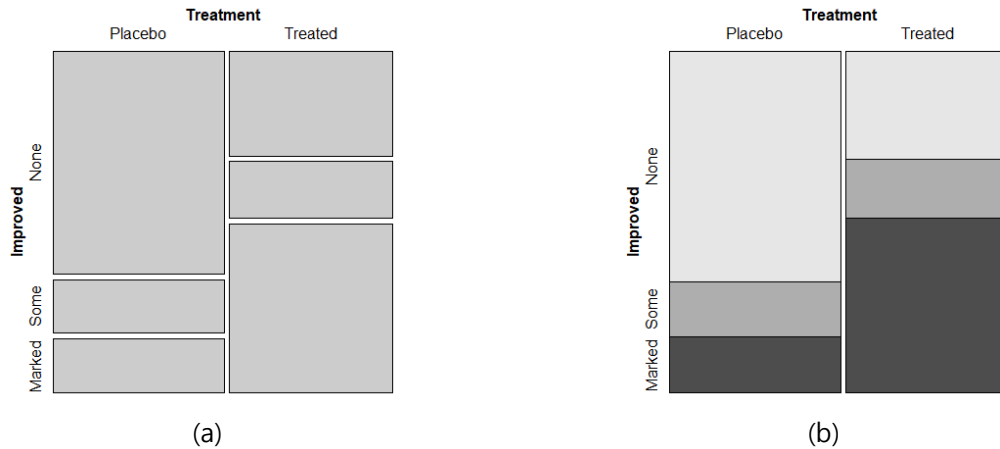 Treatment
Placebo Treated
Improved
None
Some
Marked
(a)
Treatment
Placebo Treated
Improved
None
Some
Marked
(b)